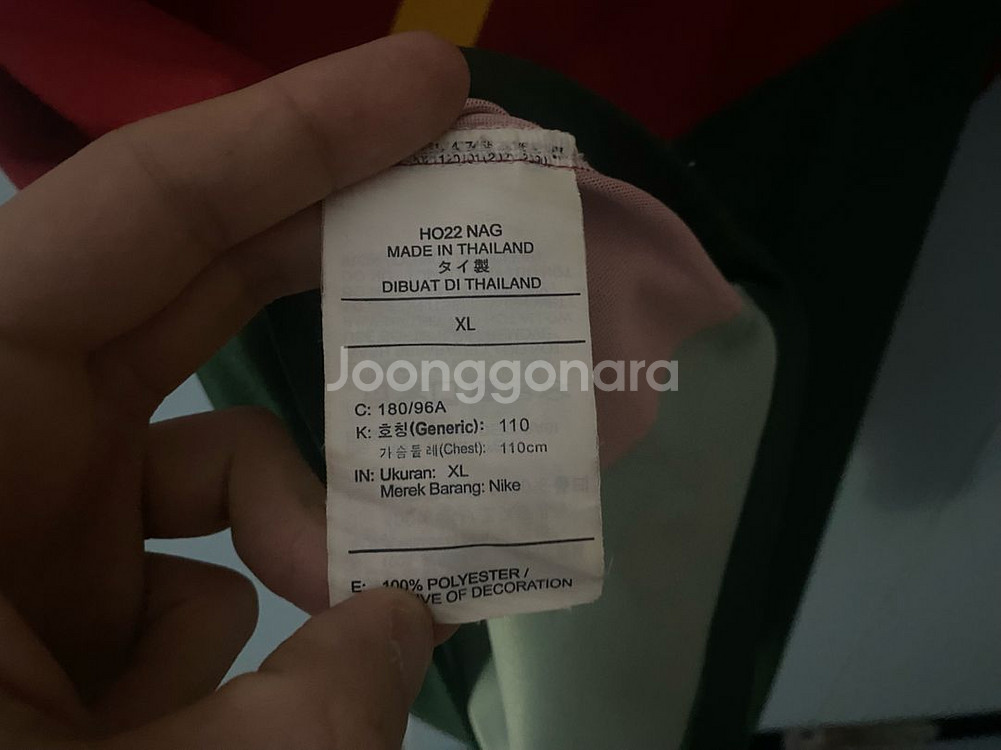 HO22 NAG
MADE IN THAILAND
タイ製
DIBUAT DI THAILAND
XL
Joonggonara
C: 180/96A
K: 호칭(Generic): 110
가슴둘레(Chest): 110cm
IN: Ukuran: XL
Merek Barang: Nike
E: 100% POLYESTER /
OF DECORATION